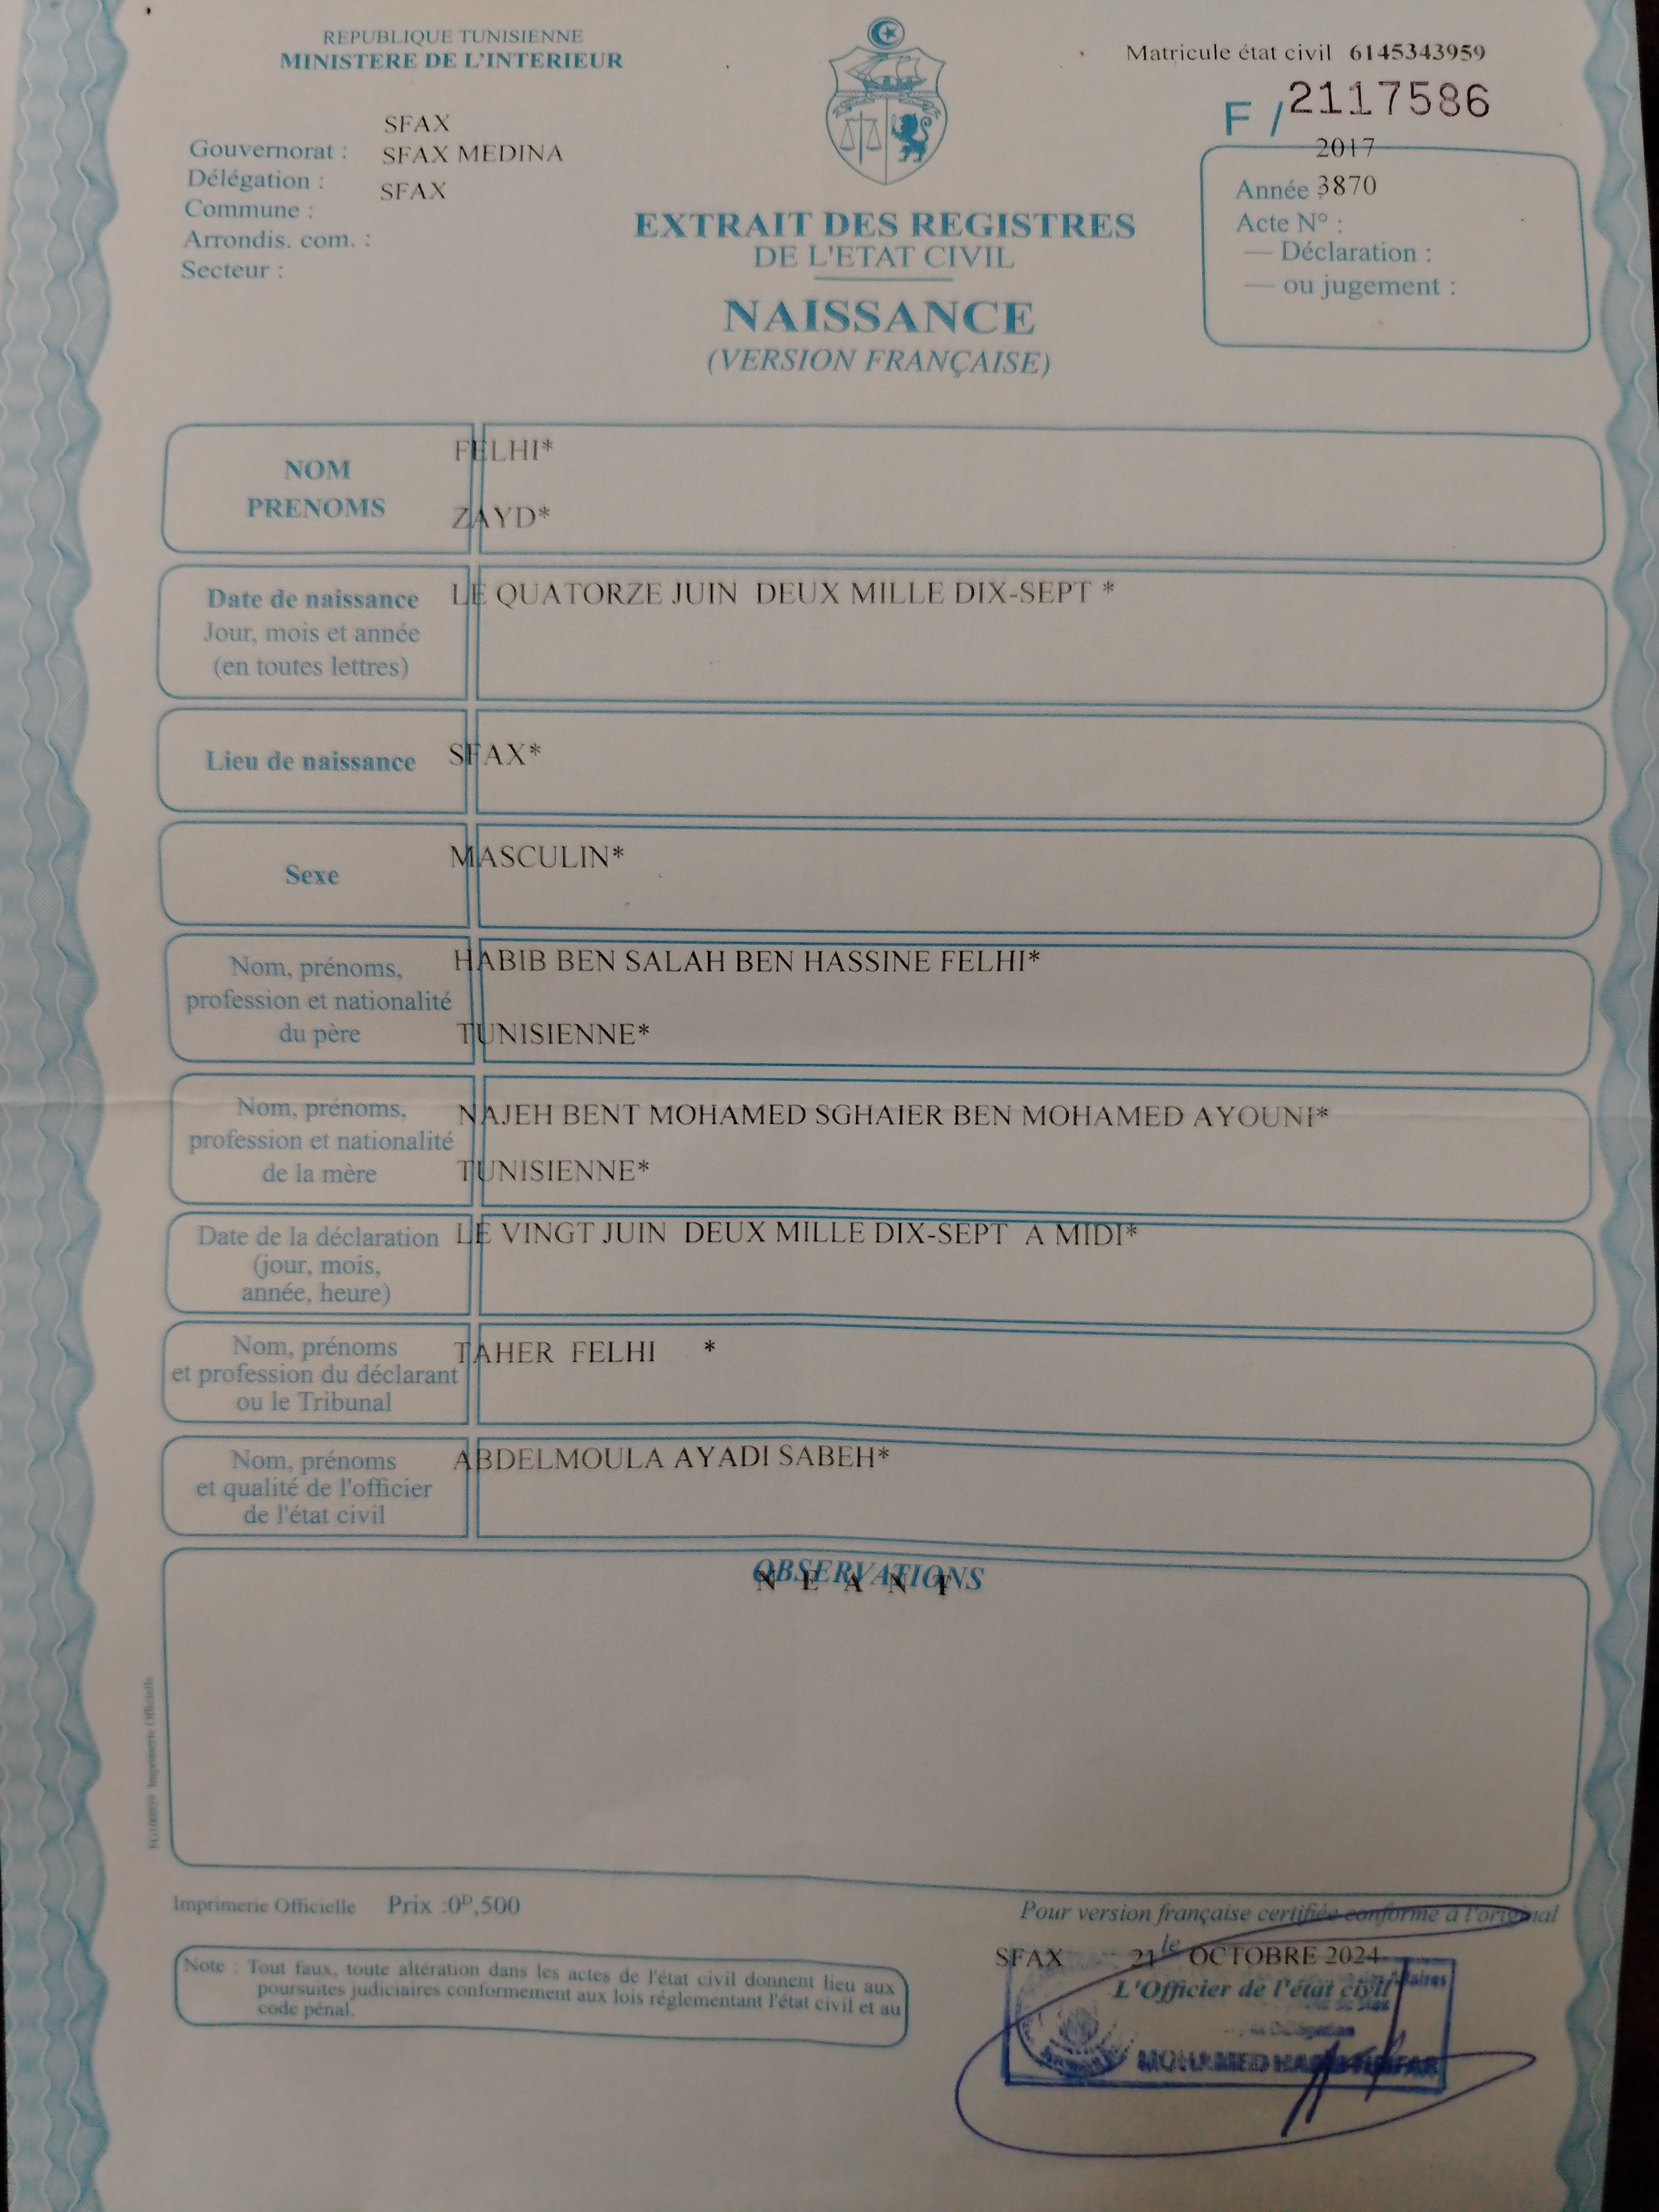 REPUBLIQUE TUNISIENNE
MINISTERE DE L'INTERIEUR
Matricule état civil 6145343959
F / 2117586
SFAX
Gouvernorat : SFAX MEDINA
Délégation : SFAX
Commune :
Arrondis. com. :
Secteur :
2017
Année : 3870
Acte N° :
— Déclaration :
— ou jugement :
EXTRAIT DES REGISTRES
DE L'ETAT CIVIL
NAISSANCE
(VERSION FRANÇAISE)
NOM
PRENOMS
FELHI*
ZAYD*
Date de naissance
Jour, mois et année
(en toutes lettres)
LE QUATORZE JUIN DEUX MILLE DIX-SEPT *
Lieu de naissance
SFAX*
Sexe
MASCULIN*
Nom, prénoms,
profession et nationalité
du père
HABIB BEN SALAH BEN HASSINE FELHI*
TUNISIENNE*
Nom, prénoms,
profession et nationalité
de la mère
NAJEH BENT MOHAMED SGHAIER BEN MOHAMED AYOUNI*
TUNISIENNE*
Date de la déclaration
(jour, mois,
année, heure)
LE VINGT JUIN DEUX MILLE DIX-SEPT A MIDI*
Nom, prénoms
et profession du déclarant
ou le Tribunal
TAHER FELHI *
Nom, prénoms
et qualité de l'officier
de l'état civil
ABDELMOULA AYADI SABEH*
OBSERVATIONS
N E A N T
Imprimerie Officielle Prix :0ᴰ,500
Pour version française certifiée conforme à l'original
SFAX 21 le OCTOBRE 2024
L'Officier de l'état civil
Délégation
MOHAMED
Note : Tout faux, toute altération dans les actes de l'état civil donnent lieu aux
poursuites judiciaires conformement aux lois réglementant l'état civil et au
code pénal.
Imprimerie Officielle